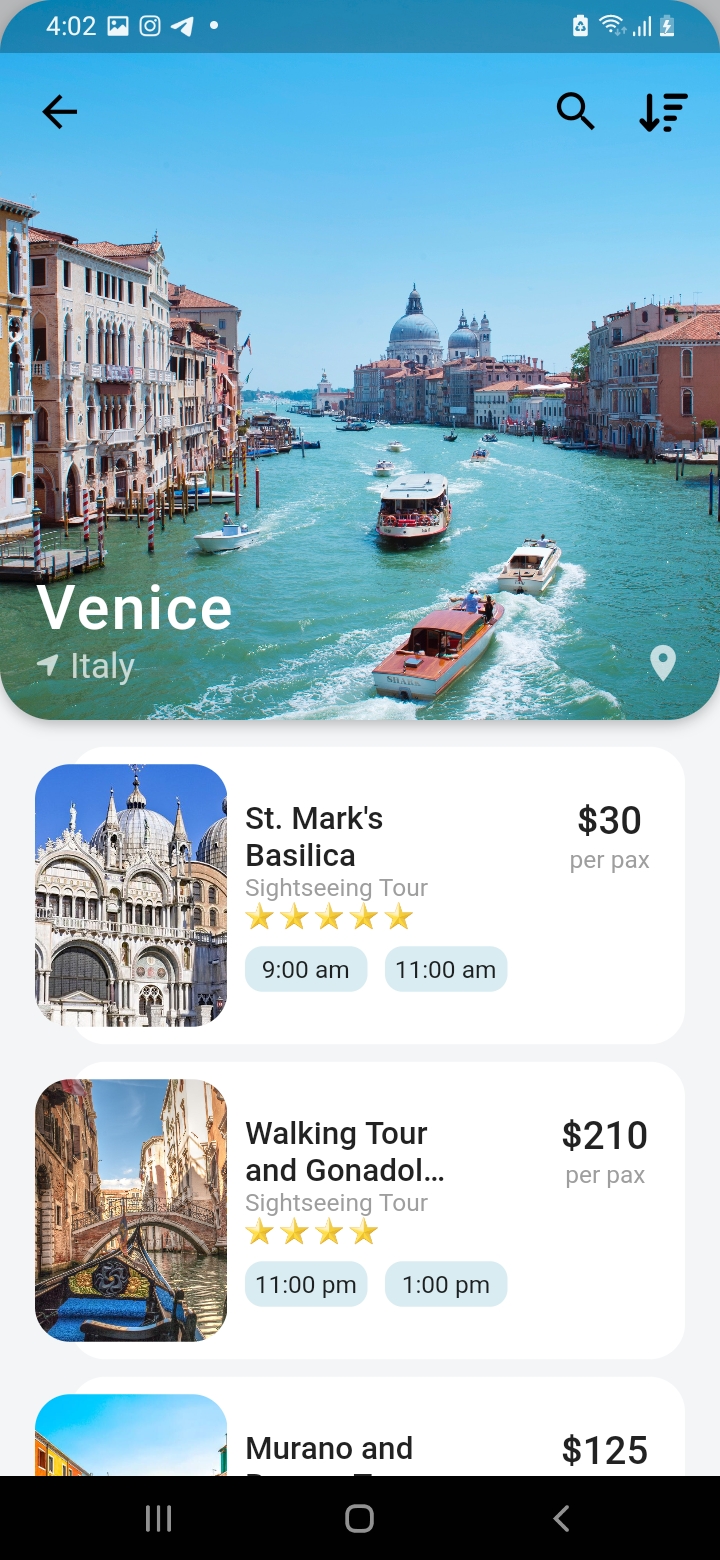 4:02
Venice
Italy
St. Mark's
Basilica
Sightseeing Tour
9:00 am 11:00 am
$30
per pax
Walking Tour
and Gonadol...
Sightseeing Tour
11:00 pm 1:00 pm
$210
per pax
Murano and
$125